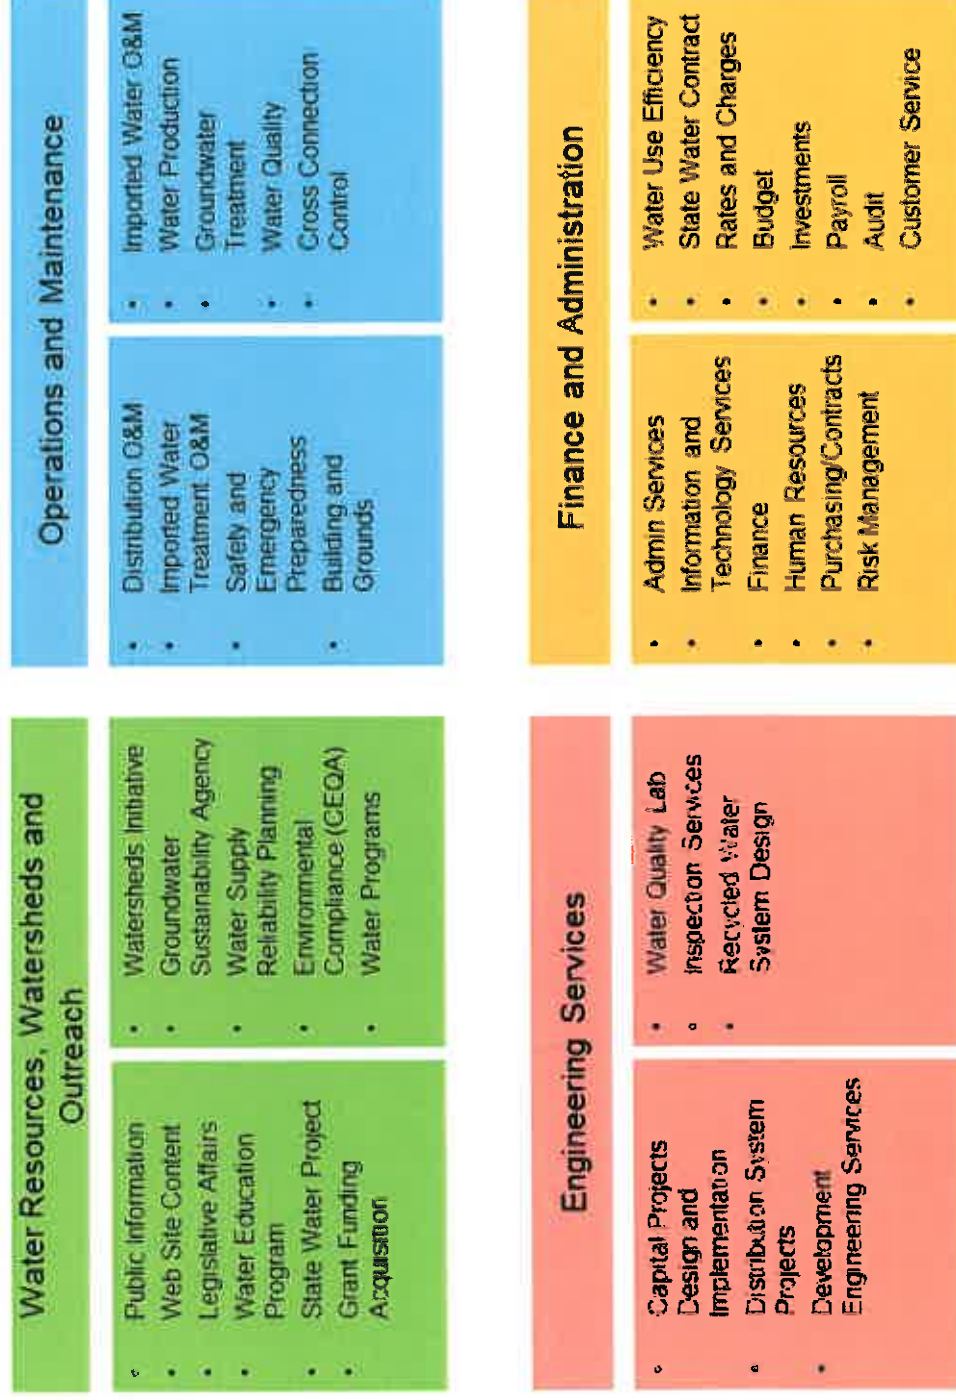 Water Resources, Watersheds and
Outreach
• Public Information
• Web Site Content
• Legislative Affairs
• Water Education
Program
• State Water Project
• Grant Funding
Acquisition
• Watersheds Initiative
• Groundwater
Sustainability Agency
• Water Supply
Reliability Planning
• Environmental
Compliance (CEQA)
• Water Programs
Operations and Maintenance
• Distribution O&M
• Imported Water
Treatment O&M
• Safety and
Emergency
Preparedness
• Building and
Grounds
• Imported Water O&M
• Water Production
• Groundwater
Treatment
• Water Quality
• Cross Connection
Control
Engineering Services
• Capital Projects
Design and
Implementation
• Distribution System
Projects
• Development
Engineering Services
• Water Quality Lab
• Inspection Services
• Recycled Water
System Design
Finance and Administration
• Admin Services
• Information and
Technology Services
• Finance
• Human Resources
• Purchasing/Contracts
• Risk Management
• Water Use Efficiency
• State Water Contract
• Rates and Charges
• Budget
• Investments
• Payroll
• Audit
• Customer Service